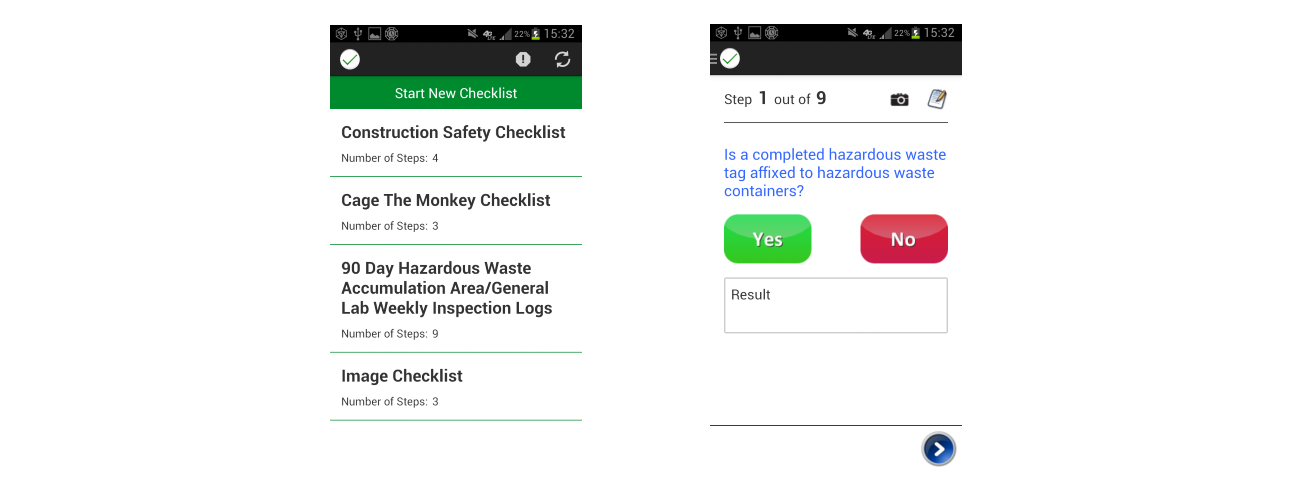 22% 15:32
Start New Checklist
Construction Safety Checklist
Number of Steps: 4
Cage The Monkey Checklist
Number of Steps: 3
90 Day Hazardous Waste
Accumulation Area/General
Lab Weekly Inspection Logs
Number of Steps: 9
Image Checklist
Number of Steps: 3
22% 15:32
Step 1 out of 9
Is a completed hazardous waste
tag affixed to hazardous waste
containers?
Yes No
Result